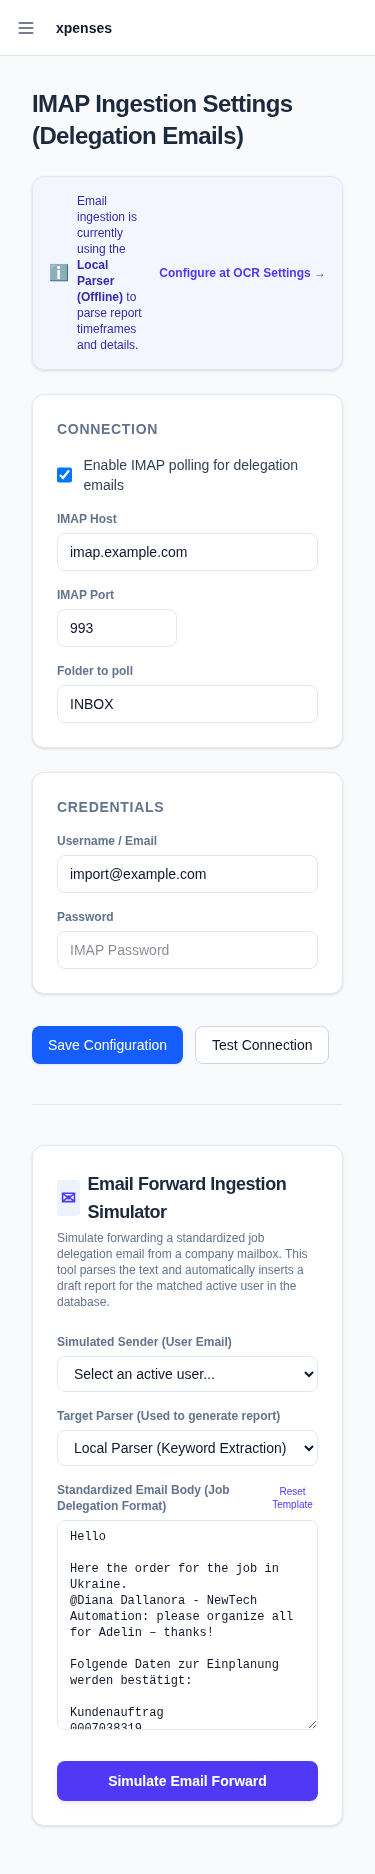 xpenses
IMAP Ingestion Settings
(Delegation Emails)
Email
ingestion is
currently
using the
Local
Parser
(Offline) to
parse report
timeframes
and details.
Configure at OCR Settings →
CONNECTION
Enable IMAP polling for delegation
emails
IMAP Host
imap.example.com
IMAP Port
993
Folder to poll
INBOX
CREDENTIALS
Username / Email
import@example.com
Password
IMAP Password
Save Configuration
Test Connection
Email Forward Ingestion
Simulator
Simulate forwarding a standardized job
delegation email from a company mailbox. This
tool parses the text and automatically inserts a
draft report for the matched active user in the
database.
Simulated Sender (User Email)
Select an active user...
Target Parser (Used to generate report)
Local Parser (Keyword Extraction)
Standardized Email Body (Job
Delegation Format)
Reset
Template
Hello
Here the order for the job in
Ukraine.
@Diana Dallanora - NewTech
Automation: please organize all
for Adelin – thanks!
Folgende Daten zur Einplanung
werden bestätigt:
Kundenauftrag
0007038319
Simulate Email Forward